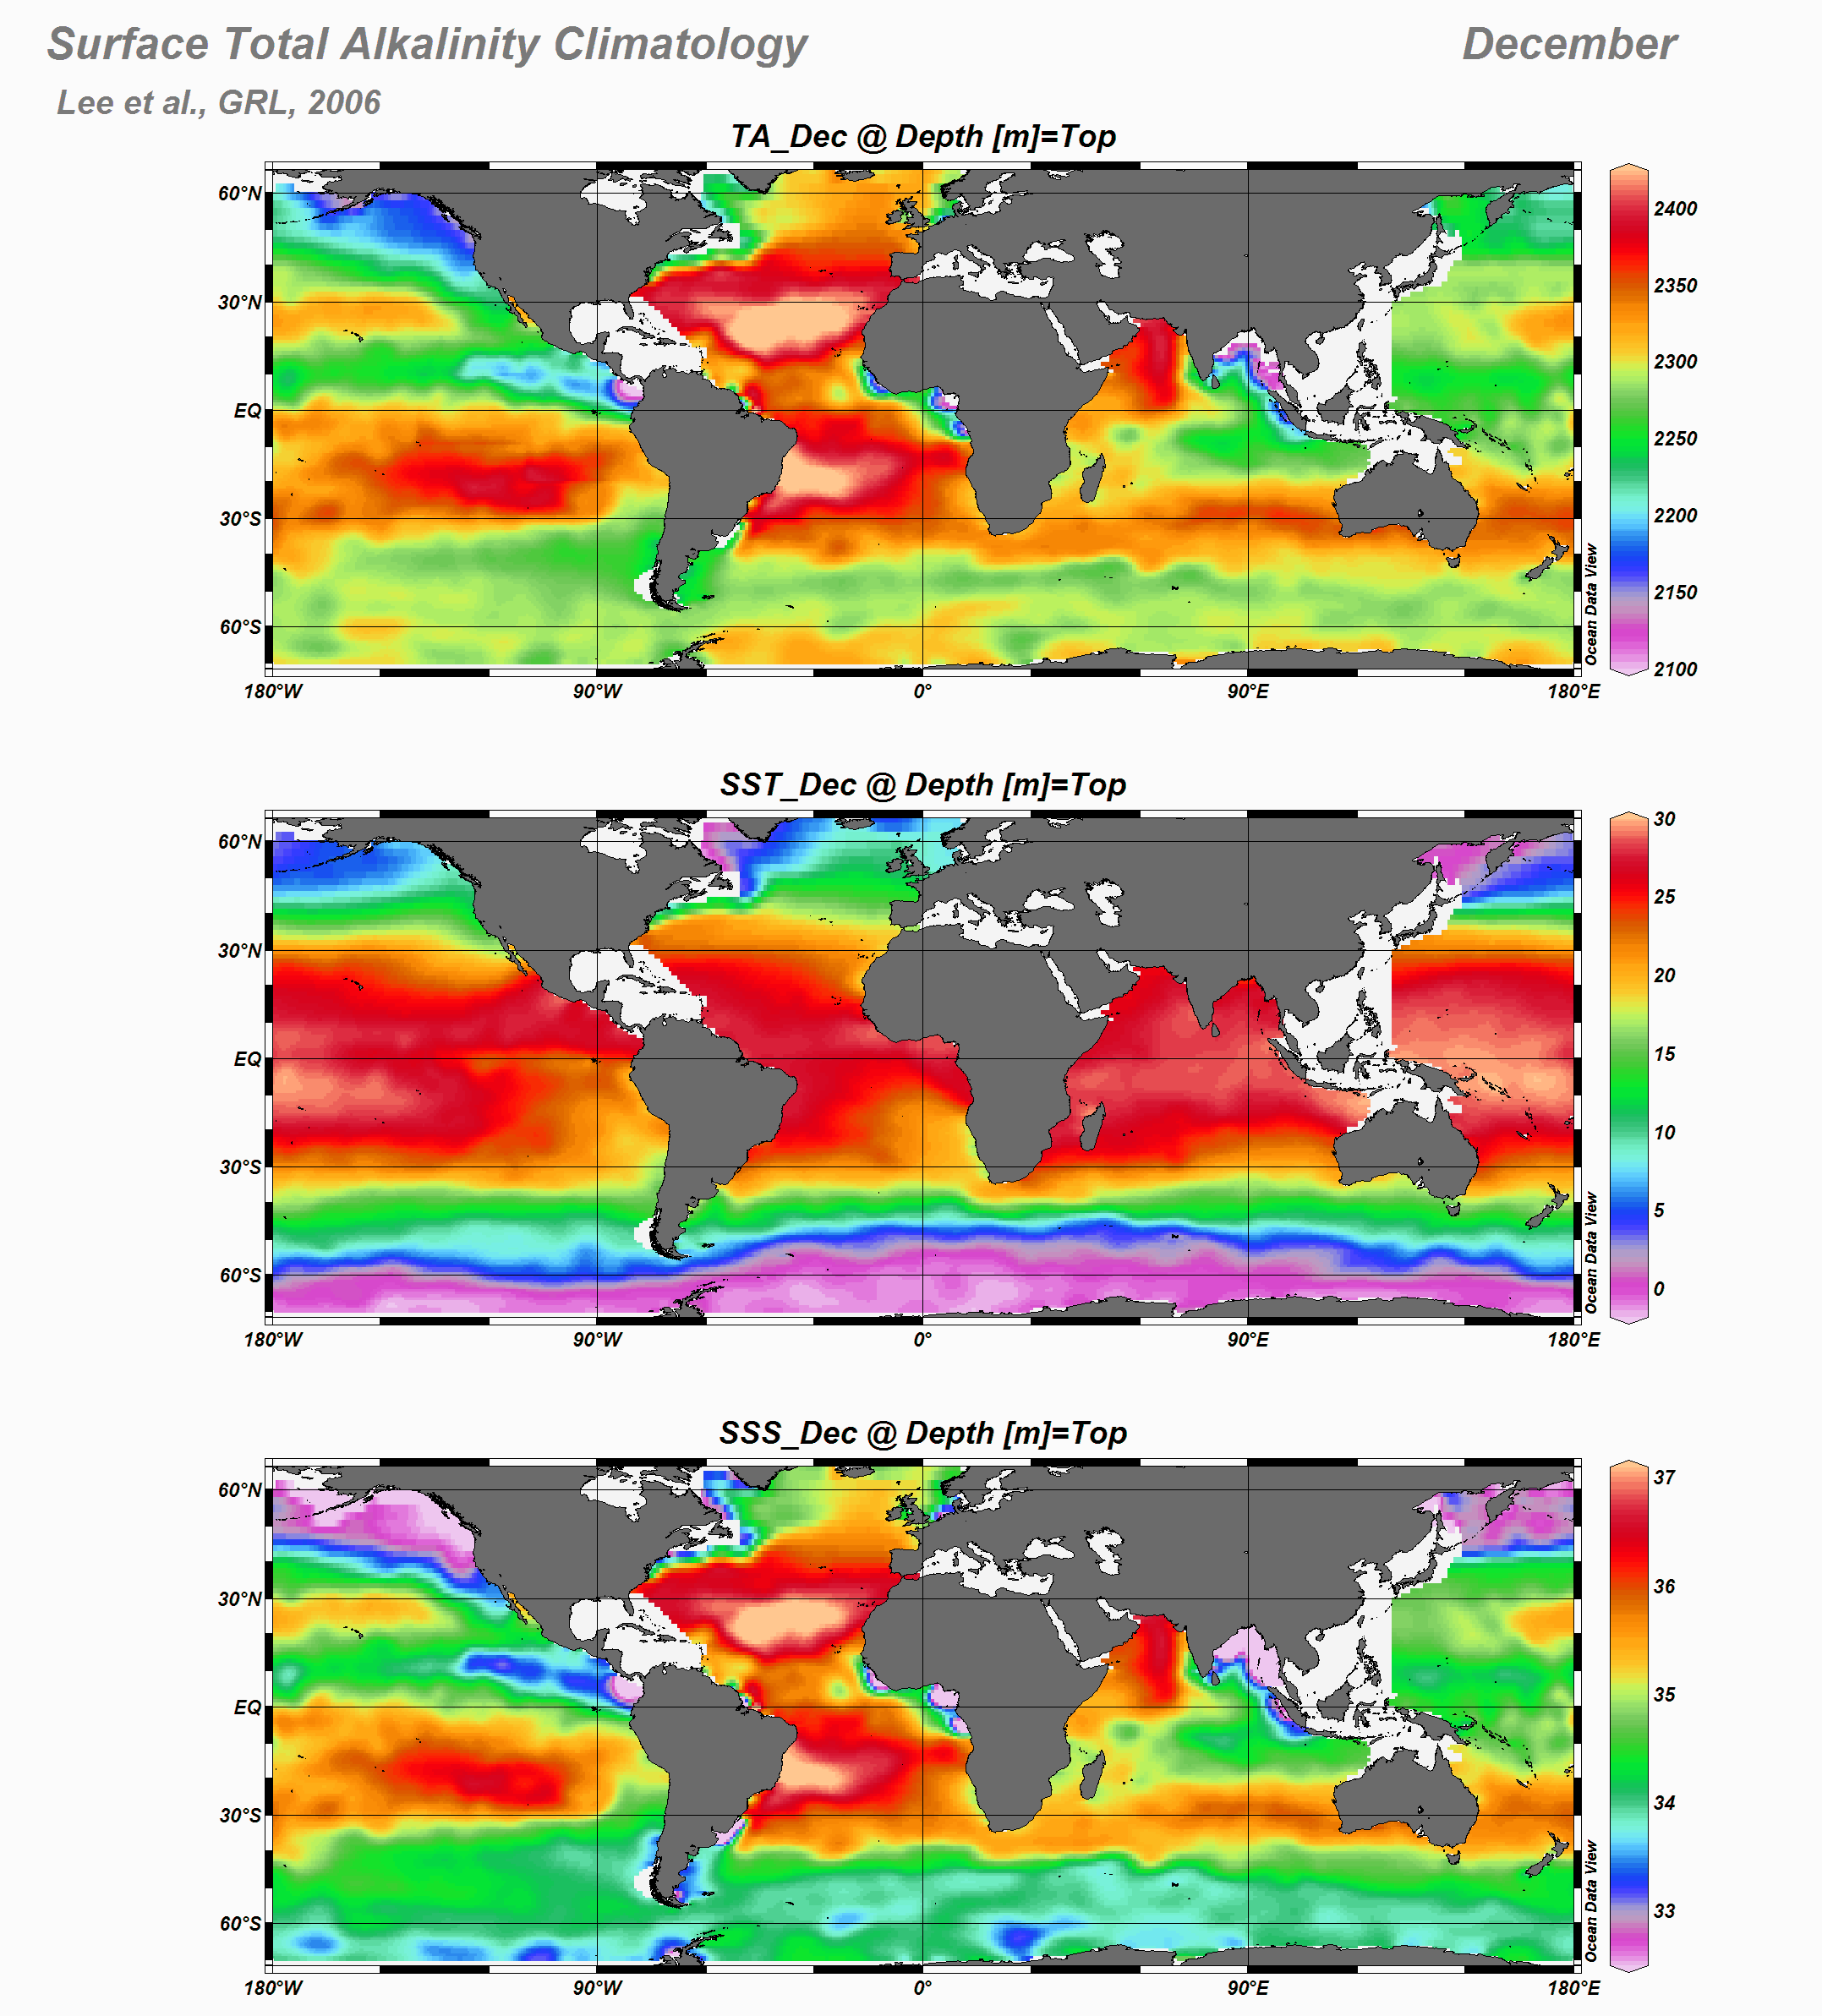 Surface Total Alkalinity Climatology
December
Lee et al., GRL, 2006
TA_Dec @ Depth [m]=Top
60°N
30°N
EQ
30°S
60°S
180°W
90°W
0°
90°E
180°E
2400
2350
2300
2250
2200
2150
2100
Ocean Data View
SST_Dec @ Depth [m]=Top
60°N
30°N
EQ
30°S
60°S
180°W
90°W
0°
90°E
180°E
30
25
20
15
10
5
0
Ocean Data View
SSS_Dec @ Depth [m]=Top
60°N
30°N
EQ
30°S
60°S
180°W
90°W
0°
90°E
180°E
37
36
35
34
33
Ocean Data View